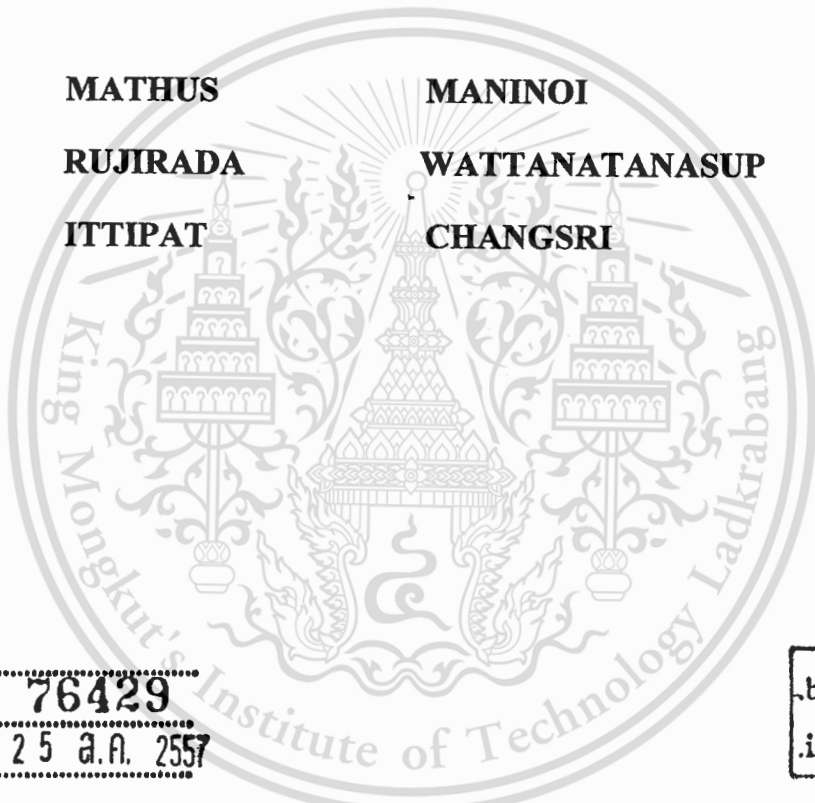 MATHUS MANINOI
RUJIRADA WATTANATANASUP
ITTIPAT CHANGSRI
King Mongkut's Institute of Technology Ladkrabang
76429
25 ส.ค. 2557